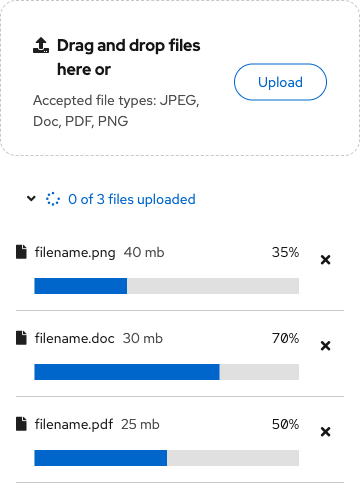 Drag and drop files
here or
Accepted file types: JPEG,
Doc, PDF, PNG
Upload
0 of 3 files uploaded
filename.png 40 mb 35%
filename.doc 30 mb 70%
filename.pdf 25 mb 50%